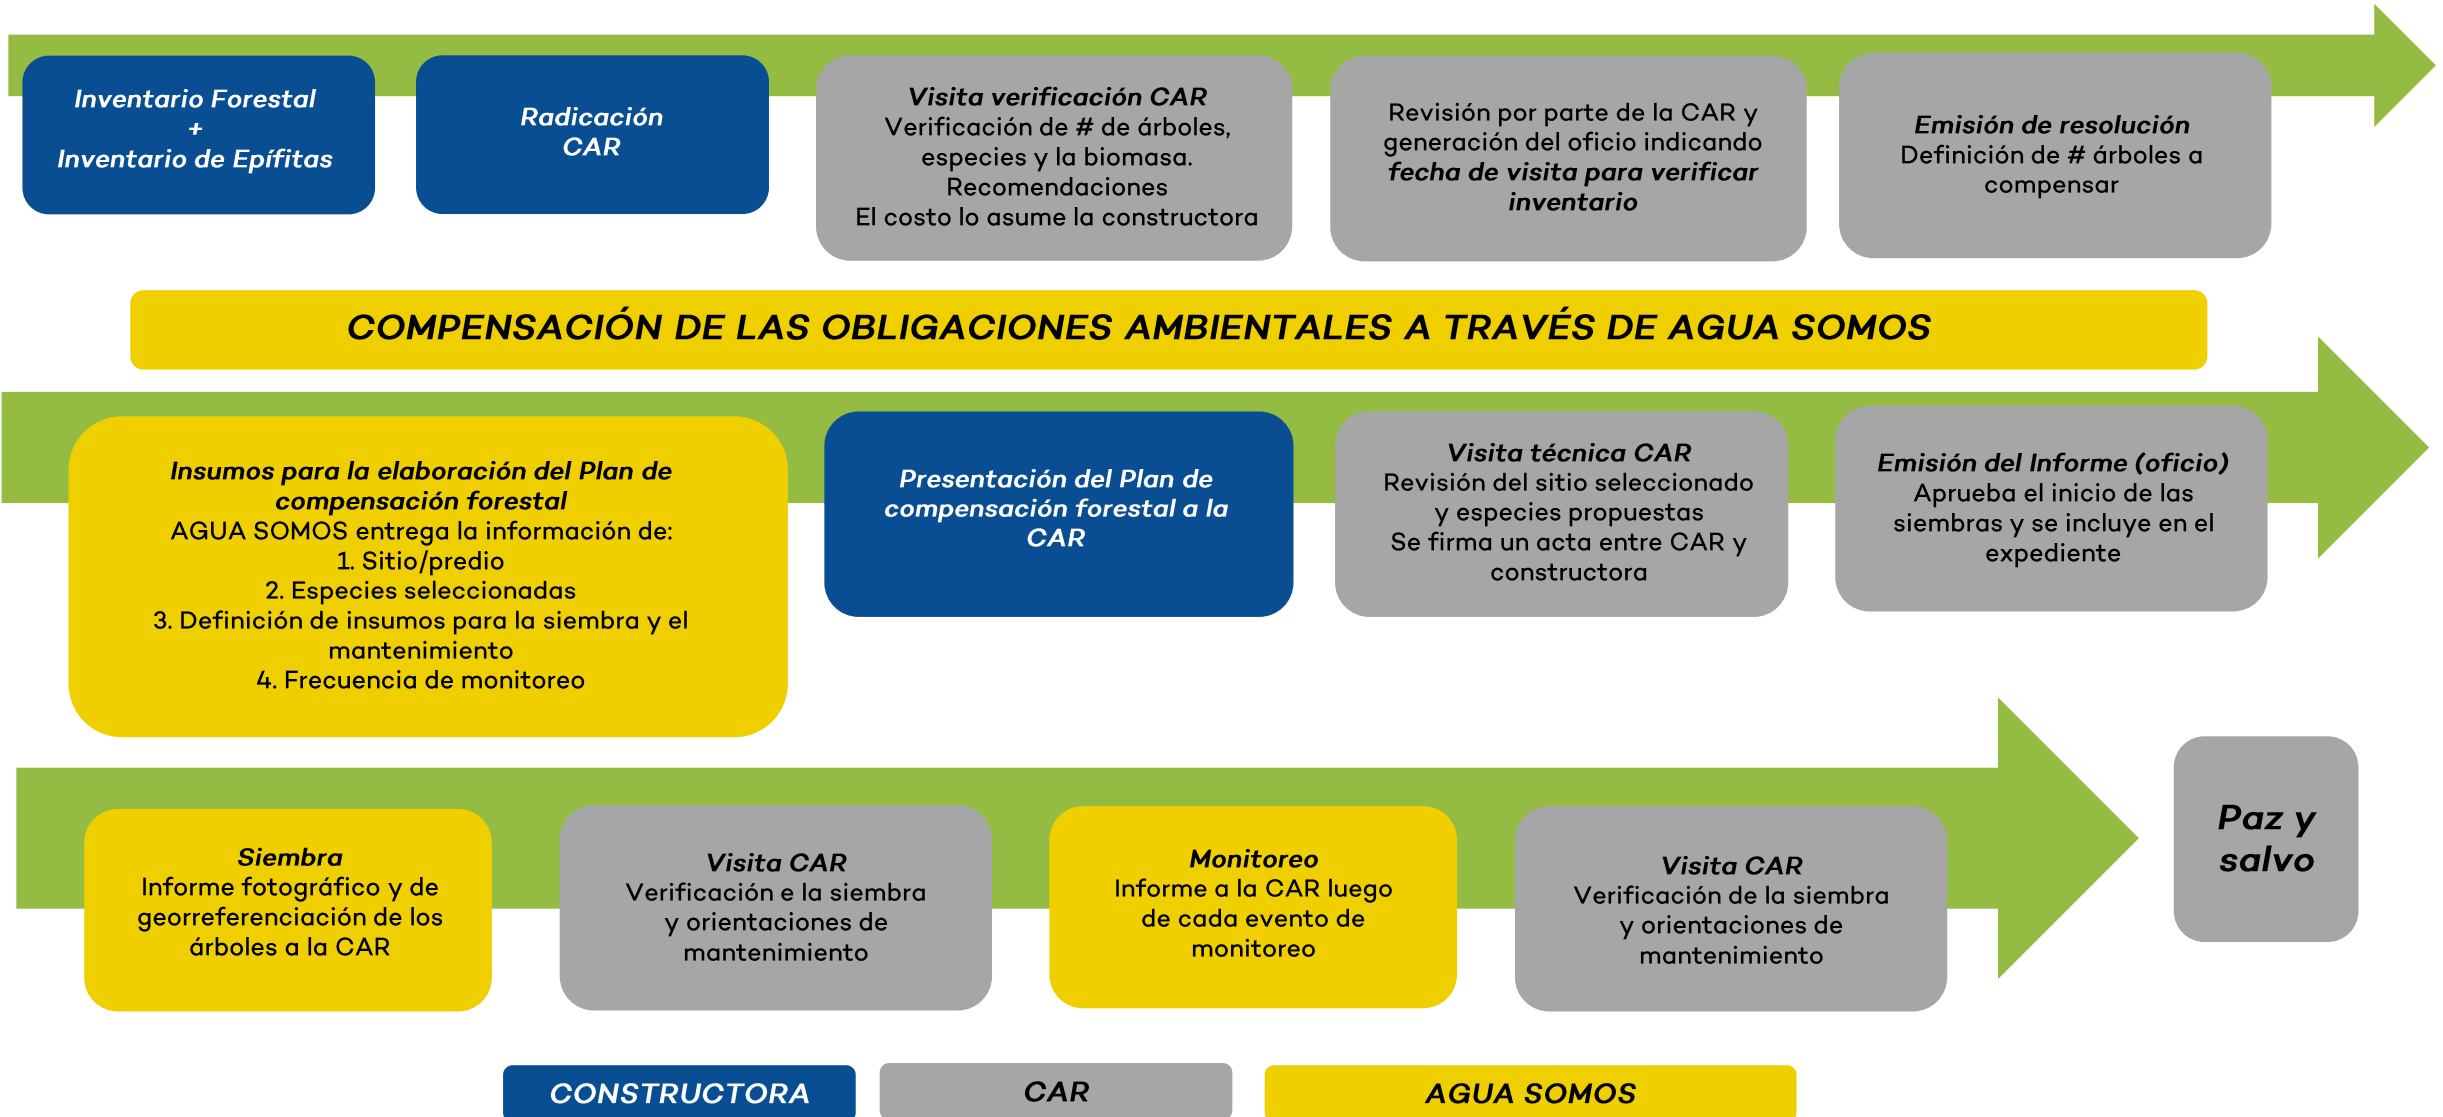 Inventario Forestal
+
Inventario de Epífitas
Radicación
CAR
Visita verificación CAR
Verificación de # de árboles,
especies y la biomasa.
Recomendaciones
El costo lo asume la constructora
Revisión por parte de la CAR y
generación del oficio indicando
fecha de visita para verificar
inventario
Emisión de resolución
Definición de # árboles a
compensar
COMPENSACIÓN DE LAS OBLIGACIONES AMBIENTALES A TRAVÉS DE AGUA SOMOS
Insumos para la elaboración del Plan de
compensación forestal
AGUA SOMOS entrega la información de:
1. Sitio/predio
2. Especies seleccionadas
3. Definición de insumos para la siembra y el
mantenimiento
4. Frecuencia de monitoreo
Presentación del Plan de
compensación forestal a la
CAR
Visita técnica CAR
Revisión del sitio seleccionado
y especies propuestas
Se firma un acta entre CAR y
constructora
Emisión del Informe (oficio)
Aprueba el inicio de las
siembras y se incluye en el
expediente
Siembra
Informe fotográfico y de
georreferenciación de los
árboles a la CAR
Visita CAR
Verificación e la siembra
y orientaciones de
mantenimiento
Monitoreo
Informe a la CAR luego
de cada evento de
monitoreo
Visita CAR
Verificación de la siembra
y orientaciones de
mantenimiento
Paz y
salvo
CONSTRUCTORA
CAR
AGUA SOMOS